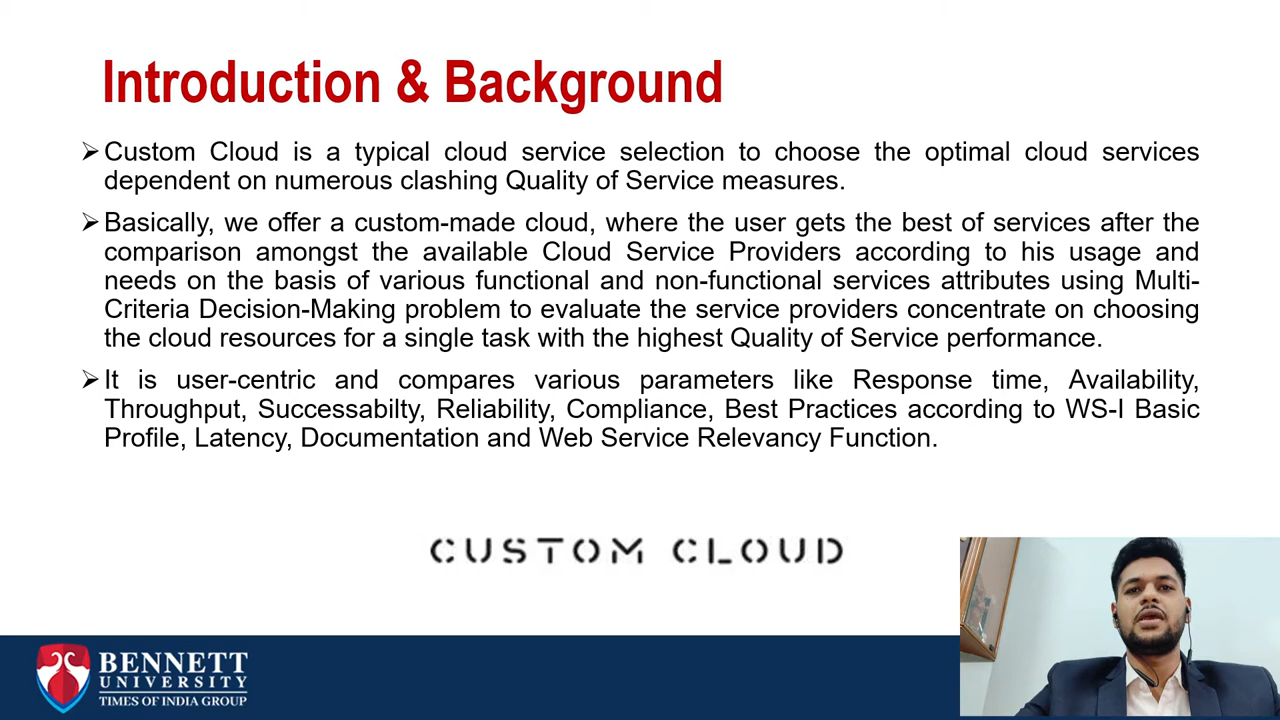 Introduction & Background
➢Custom Cloud is a typical cloud service selection to choose the optimal cloud services
dependent on numerous clashing Quality of Service measures.
➢Basically, we offer a custom-made cloud, where the user gets the best of services after the
comparison amongst the available Cloud Service Providers according to his usage and
needs on the basis of various functional and non-functional services attributes using Multi-
Criteria Decision-Making problem to evaluate the service providers concentrate on choosing
the cloud resources for a single task with the highest Quality of Service performance.
➢It is user-centric and compares various parameters like Response time, Availability,
Throughput, Successabilty, Reliability, Compliance, Best Practices according to WS-I Basic
Profile, Latency, Documentation and Web Service Relevancy Function.
CUSTOM CLOUD
BENNETT
UNIVERSITY
TIMES OF INDIA GROUP